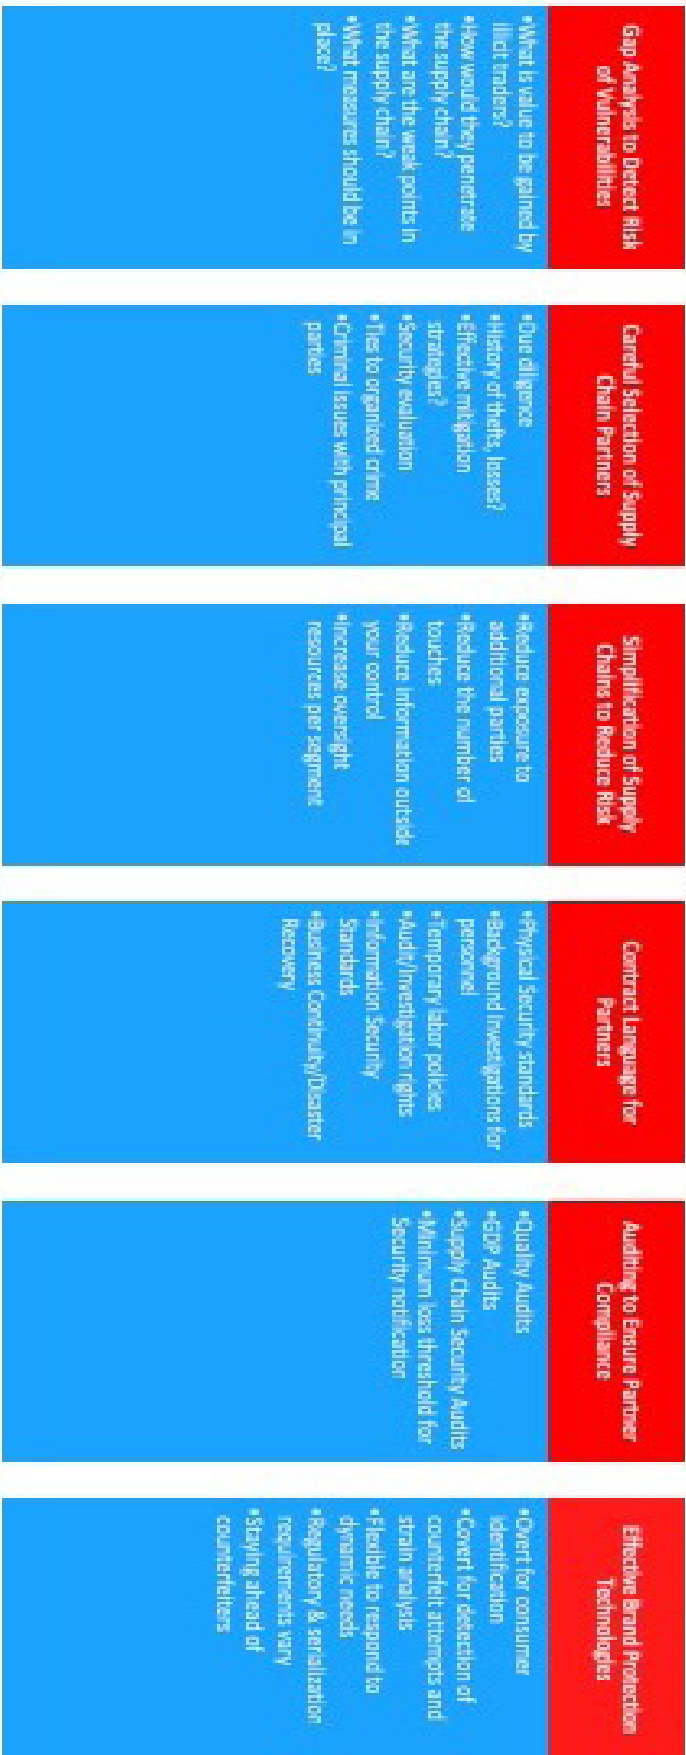 Gap Analysis to Detect Risk
of Vulnerabilities
•What is value to be gained by
illicit traders?
•How would they penetrate
the supply chain?
•What are the weak points in
the supply chain?
•What measures should be in
place?
Careful Selection of Supply
Chain Partners
•Due diligence
•History of thefts, losses?
•Effective mitigation
strategies?
•Security evaluation
•Ties to organized crime
•Criminal issues with principal
parties
Simplification of Supply
Chains to Reduce Risk
•Reduce exposure to
additional parties
•Reduce the number of
touches
•Reduce information outside
your control
•Increase oversight
resources per segment
Contract Language for
Partners
•Physical Security standards
•Background Investigations for
personnel
•Temporary labor policies
•Audit/Investigation rights
•Information Security
Standards
•Business Continuity/Disaster
Recovery
Auditing to Ensure Partner
Compliance
•Quality Audits
•GDP Audits
•Supply Chain Security Audits
•Minimum loss threshold for
Security notification
Effective Brand Protection
Technologies
•Overt for consumer
identification
•Covert for detection of
counterfeit attempts and
strain analysis
•Flexible to respond to
dynamic needs
•Regulatory & serialization
requirements vary
•Staying ahead of
counterfeiters